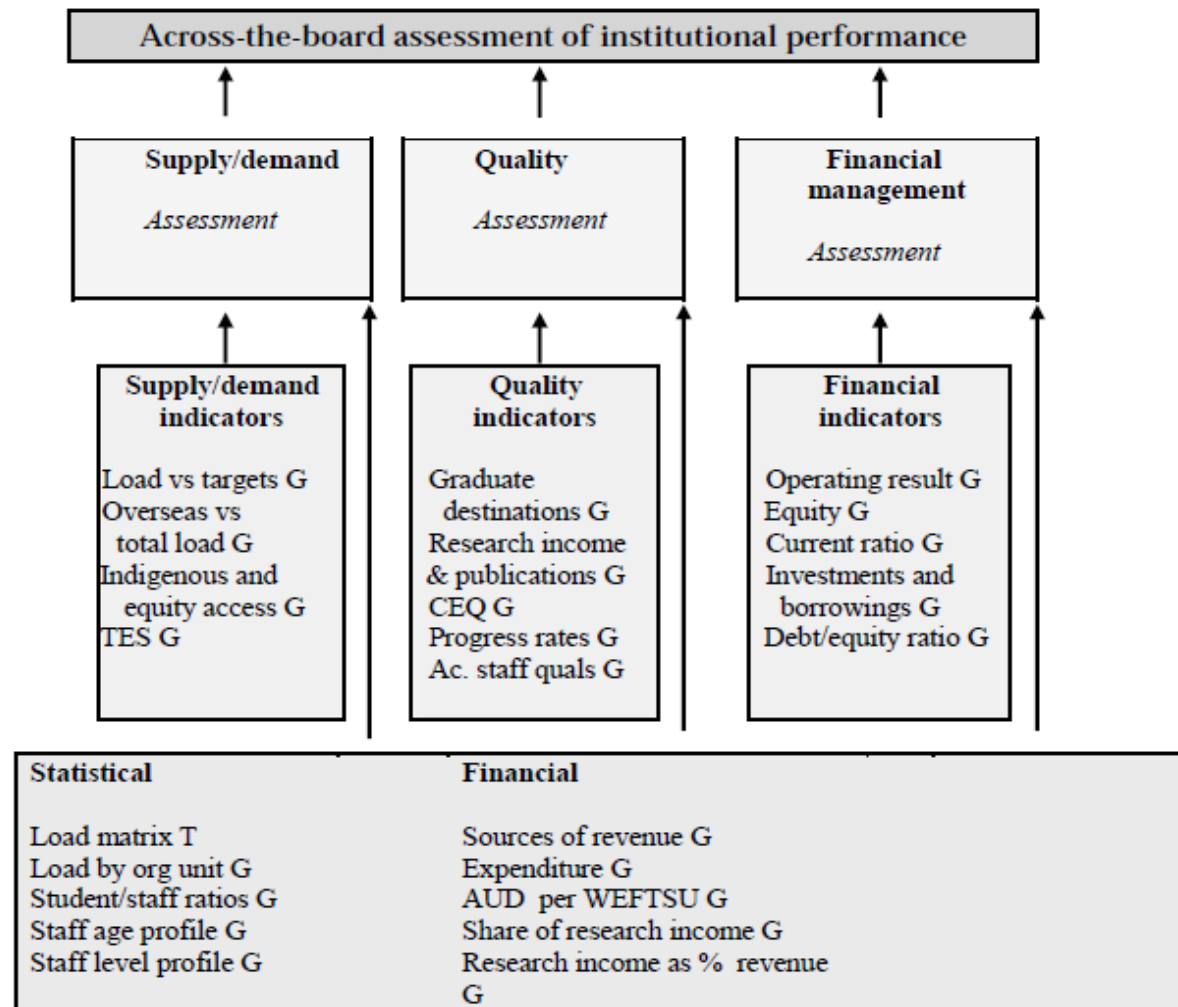 Across-the-board assessment of institutional performance
Supply/demand
Assessment
Quality
Assessment
Financial
management
Assessment
Supply/demand
indicators
Load vs targets G
Overseas vs
total load G
Indigenous and
equity access G
TES G
Quality
indicators
Graduate
destinations G
Research income
& publications G
CEQ G
Progress rates G
Ac. staff quals G
Financial
indicators
Operating result G
Equity G
Current ratio G
Investments and
borrowings G
Debt/equity ratio G
Statistical
Load matrix T
Load by org unit G
Student/staff ratios G
Staff age profile G
Staff level profile G
Financial
Sources of revenue G
Expenditure G
AUD per WEFTSU G
Share of research income G
Research income as % revenue
G